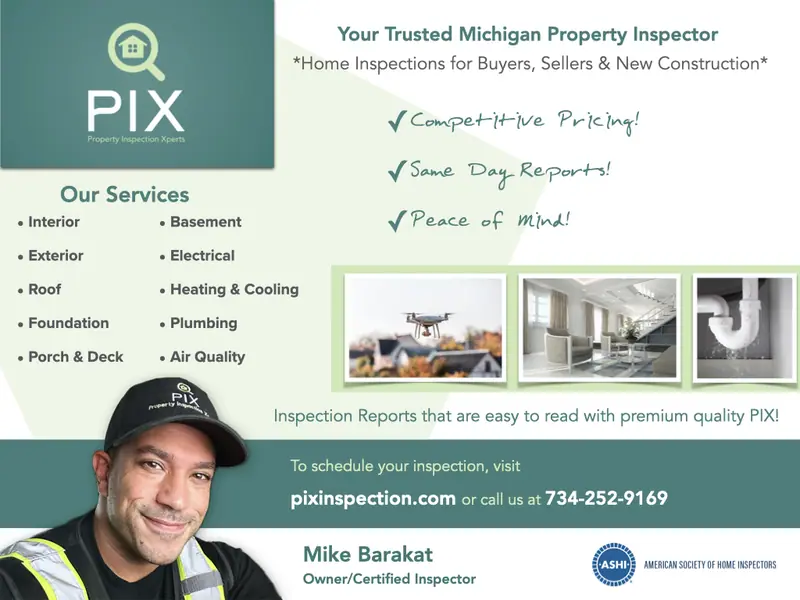 PIX
Property Inspection Xperts
Your Trusted Michigan Property Inspector
*Home Inspections for Buyers, Sellers & New Construction*
✓ Competitive Pricing!
✓ Same Day Reports!
✓ Peace of Mind!
Our Services
• Interior
• Exterior
• Roof
• Foundation
• Porch & Deck
• Basement
• Electrical
• Heating & Cooling
• Plumbing
• Air Quality
PIX
Property Inspection
Inspection Reports that are easy to read with premium quality PIX!
To schedule your inspection, visit
pixinspection.com or call us at 734-252-9169
Mike Barakat
Owner/Certified Inspector
ASHI
AMERICAN SOCIETY OF HOME INSPECTORS